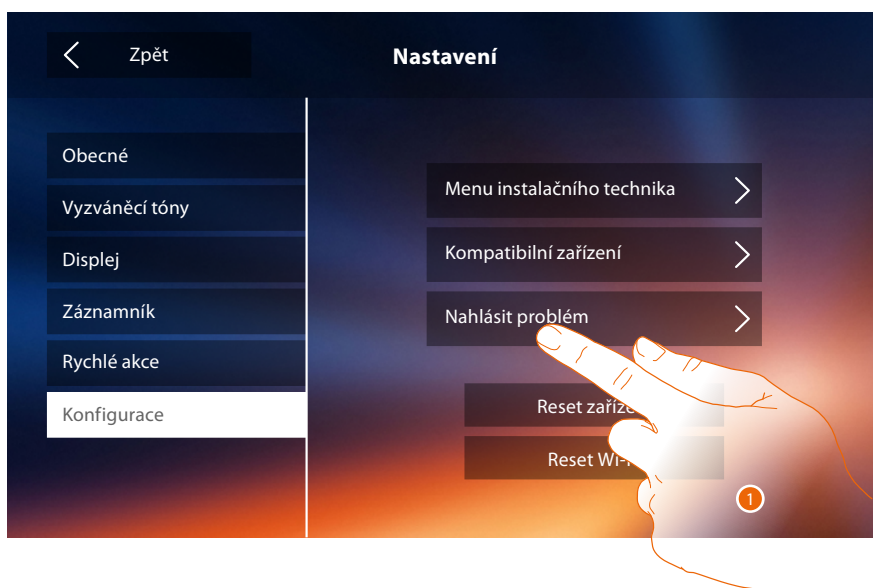 Zpět
Nastavení
Obecné
Vyzváněcí tóny
Displej
Záznamník
Rychlé akce
Konfigurace
Menu instalačního technika
Kompatibilní zařízení
Nahlásit problém
Reset
Reset
1